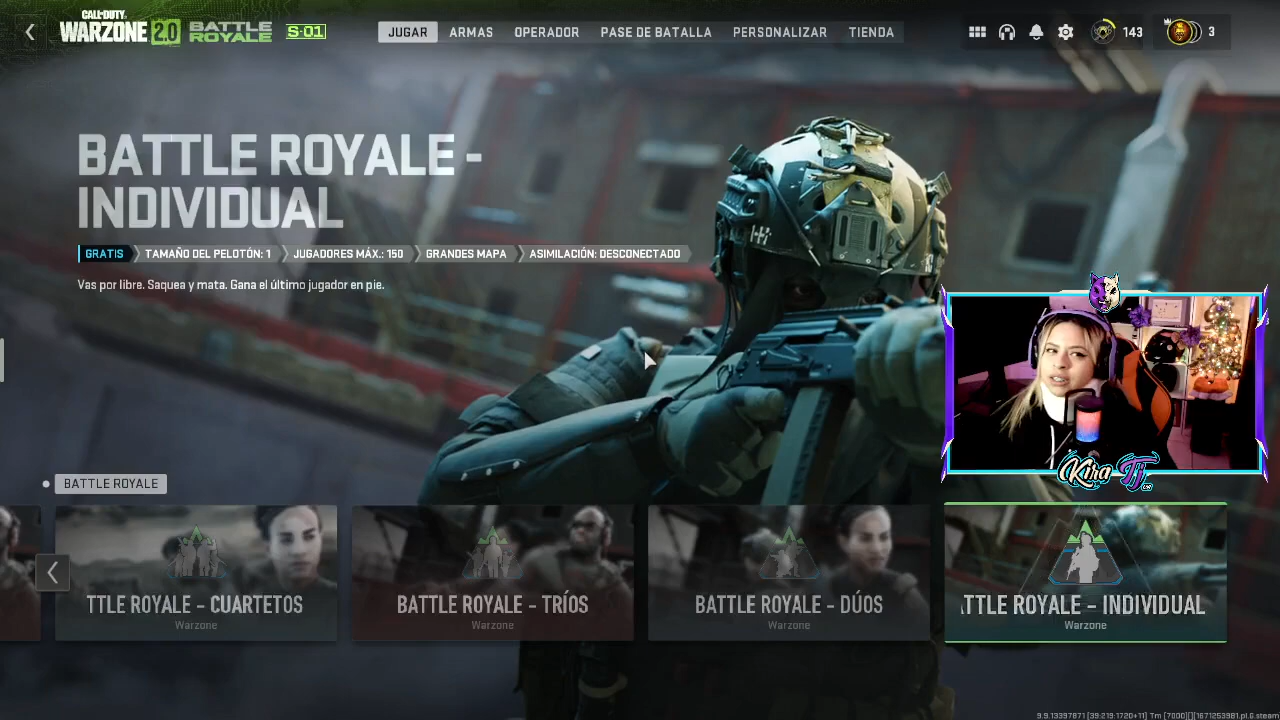 CALL OF DUTY
WARZONE 2.0 BATTLE ROYALE S-01
JUGAR ARMAS OPERADOR PASE DE BATALLA PERSONALIZAR TIENDA
143
3
BATTLE ROYALE -
INDIVIDUAL
GRATIS TAMAÑO DEL PELOTÓN: 1 JUGADORES MÁX.: 150 GRANDES MAPA ASIMILACIÓN: DESCONECTADO
Vas por libre. Saquea y mata. Gana el último jugador en pie.
Kira
BATTLE ROYALE
TTLE ROYALE - CUARTETOS
Warzone
BATTLE ROYALE - TRÍOS
Warzone
BATTLE ROYALE - DÚOS
Warzone
TTLE ROYALE - INDIVIDUAL
Warzone